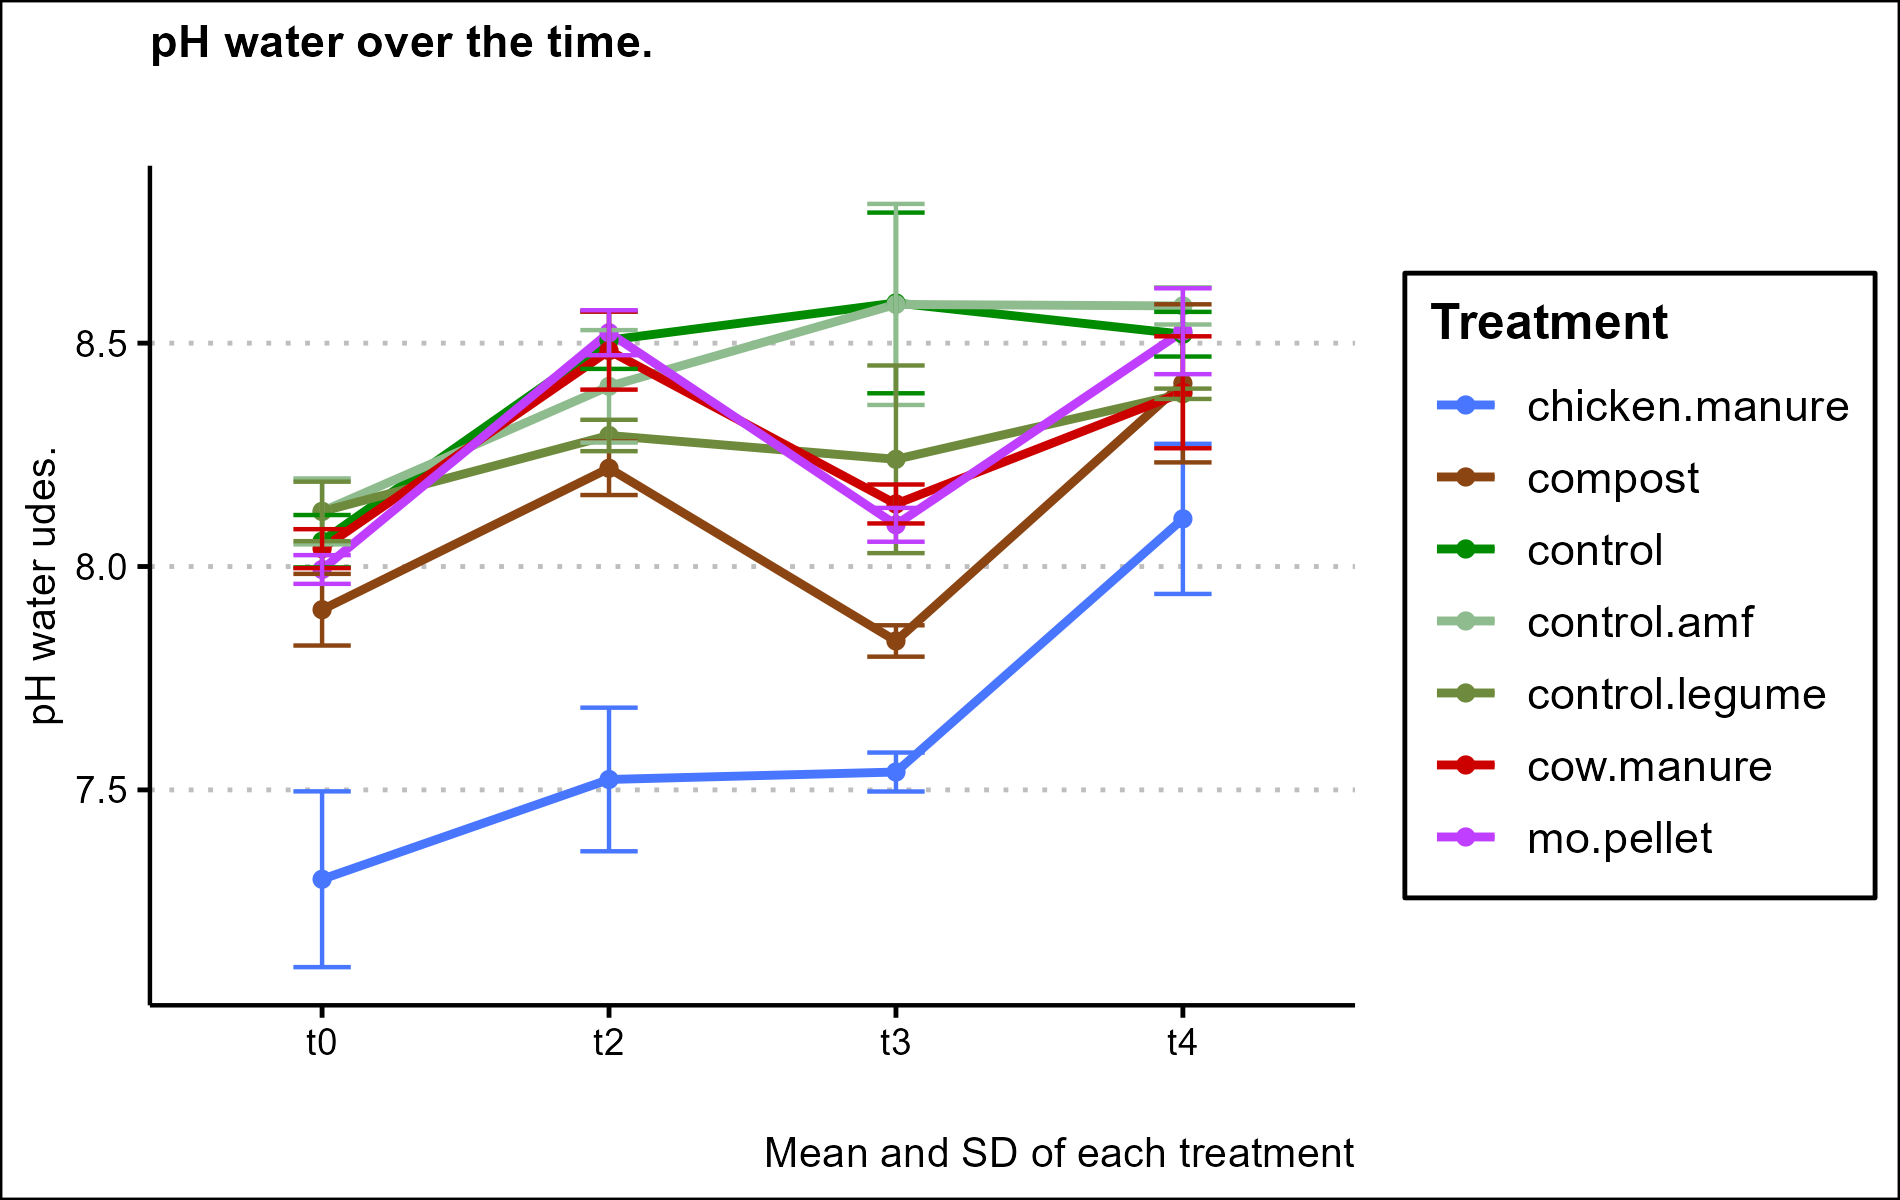 pH water over the time.
pH water udes.
8.5
8.0
7.5
t0
t2
t3
t4
Mean and SD of each treatment
Treatment
chicken.manure
compost
control
control.amf
control.legume
cow.manure
mo.pellet